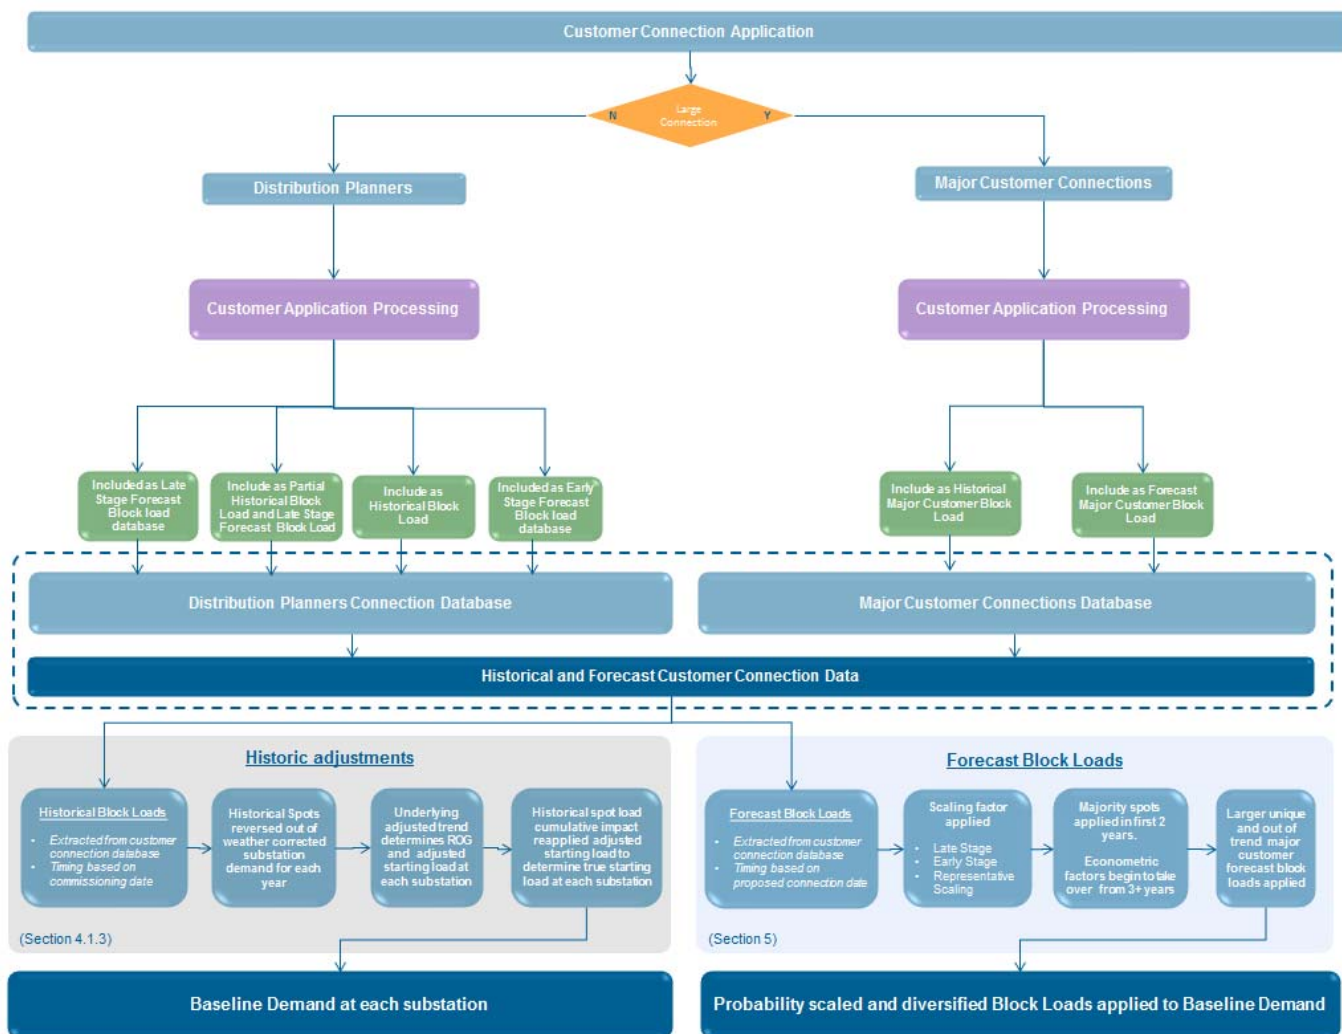 Customer Connection Application
Large
Connection
N
Y
Distribution Planners
Major Customer Connections
Customer Application Processing
Customer Application Processing
Included as Late
Stage Forecast
Block load
database
Include as Partial
Historical Block
Load and Late Stage
Forecast Block Load
Include as
Historical Block
Load
Included as Early
Stage Forecast
Block load
database
Include as Historical
Major Customer Block
Load
Include as Forecast
Major Customer Block
Load
Distribution Planners Connection Database
Major Customer Connections Database
Historical and Forecast Customer Connection Data
Historic adjustments
Historical Block Loads
• Extracted from customer
connection database
• Timing based on
commissioning date
Historical Spots
reversed out of
weather corrected
substation
demand for each
year
Underlying
adjusted trend
determines ROG
and adjusted
starting load at
each substation
Historical spot load
cumulative impact
reapplied adjusted
starting load to
determine true starting
load at each substation
(Section 4.1.3)
Forecast Block Loads
Forecast Block Loads
• Extracted from customer
connection database
• Timing based on
proposed connection date
Scaling factor
applied
• Late Stage
• Early Stage
• Representative
Scaling
Majority spots
applied in first 2
years.
Econometric
factors begin to take
over from 3+ years
Larger unique
and out of
trend major
customer
forecast block
loads applied
(Section 5)
Baseline Demand at each substation
Probability scaled and diversified Block Loads applied to Baseline Demand